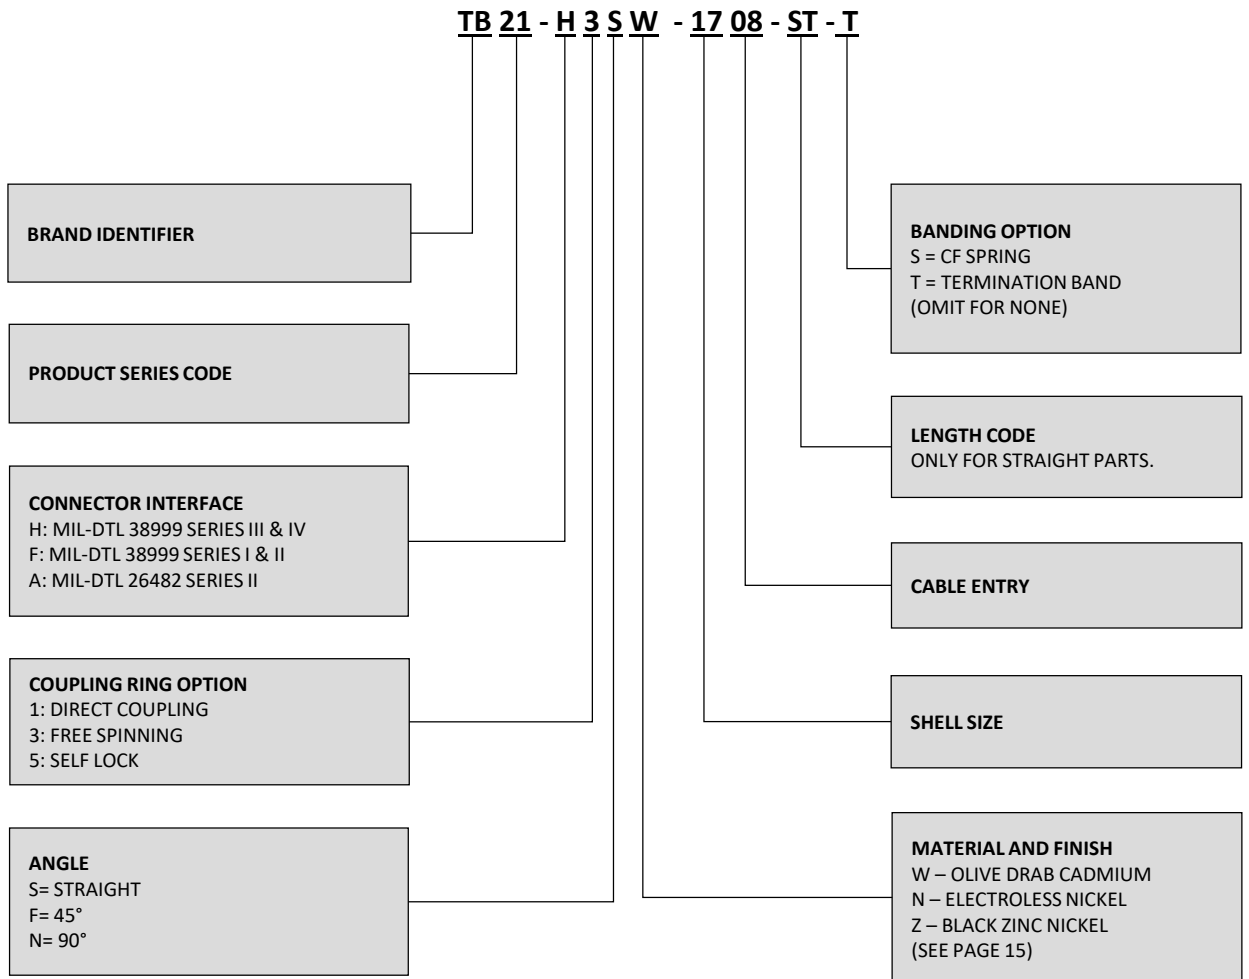 TB 21 - H 3 S W - 17 08 - ST - T
BRAND IDENTIFIER
PRODUCT SERIES CODE
CONNECTOR INTERFACE
H: MIL-DTL 38999 SERIES III & IV
F: MIL-DTL 38999 SERIES I & II
A: MIL-DTL 26482 SERIES II
COUPLING RING OPTION
1: DIRECT COUPLING
3: FREE SPINNING
5: SELF LOCK
ANGLE
S= STRAIGHT
F= 45°
N= 90°
BANDING OPTION
S = CF SPRING
T = TERMINATION BAND
(OMIT FOR NONE)
LENGTH CODE
ONLY FOR STRAIGHT PARTS.
CABLE ENTRY
SHELL SIZE
MATERIAL AND FINISH
W – OLIVE DRAB CADMIUM
N – ELECTROLESS NICKEL
Z – BLACK ZINC NICKEL
(SEE PAGE 15)